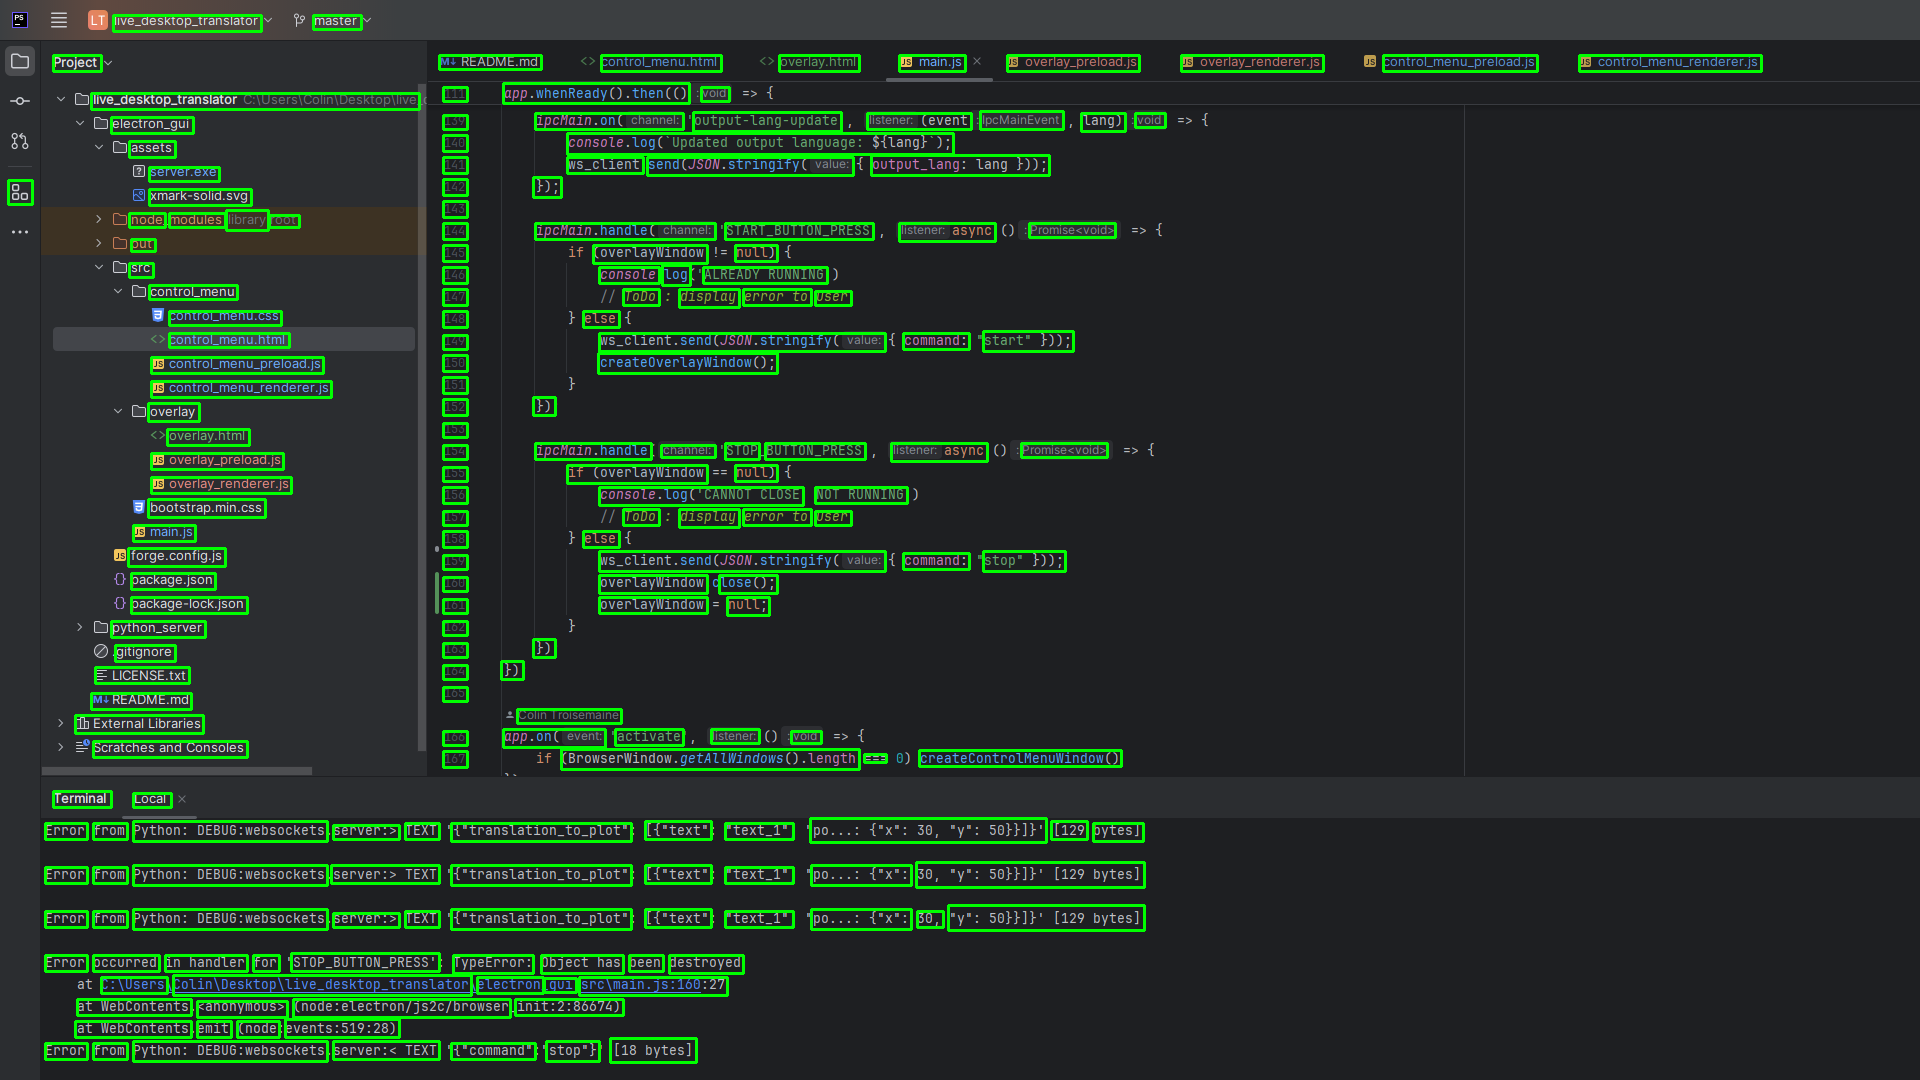 PS LT live_desktop_translator master
Project
live_desktop_translator C:\Users\Colin\Desktop\live_
electron_gui
assets
server.exe
xmark-solid.svg
node_modules library root
out
src
control_menu
control_menu.css
control_menu.html
control_menu_preload.js
control_menu_renderer.js
overlay
overlay.html
overlay_preload.js
overlay_renderer.js
bootstrap.min.css
main.js
forge.config.js
package.json
package-lock.json
python_server
.gitignore
LICENSE.txt
README.md
External Libraries
Scratches and Consoles
README.md control_menu.html overlay.html main.js overlay_preload.js overlay_renderer.js control_menu_preload.js control_menu_renderer.js
111 app.whenReady().then(() : void => {
139 ipcMain.on( channel: 'output-lang-update', listener: (event : IpcMainEvent , lang) : void => {
140 console.log(`Updated output language: ${lang}`);
141 ws_client.send(JSON.stringify( value: { output_lang: lang }));
142 });
143
144 ipcMain.handle( channel: 'START_BUTTON_PRESS', listener: async () : Promise<void> => {
145 if (overlayWindow != null) {
146 console.log('ALREADY RUNNING')
147 // ToDo : display error to user
148 } else {
149 ws_client.send(JSON.stringify( value: { command: "start" }));
150 createOverlayWindow();
151 }
152 })
153
154 ipcMain.handle( channel: 'STOP_BUTTON_PRESS', listener: async () : Promise<void> => {
155 if (overlayWindow == null) {
156 console.log('CANNOT CLOSE, NOT RUNNING')
157 // ToDo : display error to user
158 } else {
159 ws_client.send(JSON.stringify( value: { command: "stop" }));
160 overlayWindow.close();
161 overlayWindow = null;
162 }
163 })
164 })
165
Colin Troisemaine
166 app.on( event: 'activate', listener: () : void => {
167 if (BrowserWindow.getAllWindows().length === 0) createControlMenuWindow()
Terminal Local
Error from Python: DEBUG:websockets.server:> TEXT '{"translation_to_plot": [{"text": "text_1", "po...: {"x": 30, "y": 50}}]}' [129 bytes]
Error from Python: DEBUG:websockets.server:> TEXT '{"translation_to_plot": [{"text": "text_1", "po...: {"x": 30, "y": 50}}]}' [129 bytes]
Error from Python: DEBUG:websockets.server:> TEXT '{"translation_to_plot": [{"text": "text_1", "po...: {"x": 30, "y": 50}}]}' [129 bytes]
Error occurred in handler for 'STOP_BUTTON_PRESS': TypeError: Object has been destroyed
at C:\Users\Colin\Desktop\live_desktop_translator\electron_gui\src\main.js:160:27
at WebContents.<anonymous> (node:electron/js2c/browser_init:2:86674)
at WebContents.emit (node:events:519:28)
Error from Python: DEBUG:websockets.server:< TEXT '{"command":"stop"}' [18 bytes]